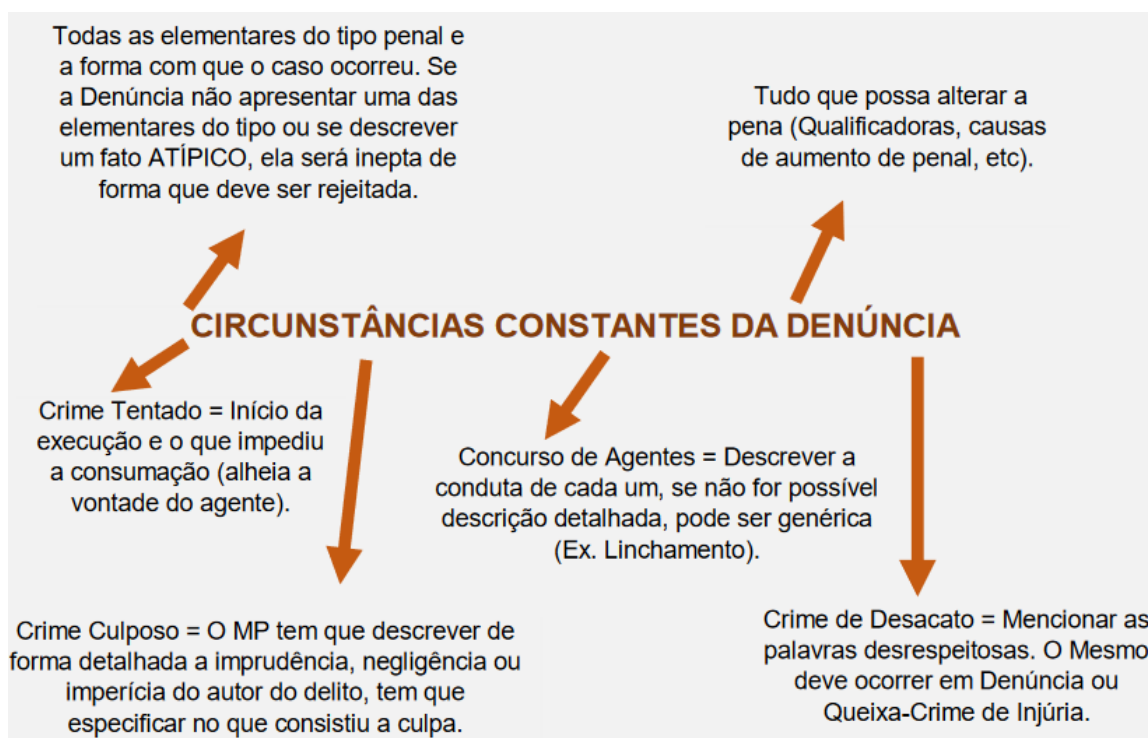 Todas as elementares do tipo penal e
a forma com que o caso ocorreu. Se
a Denúncia não apresentar uma das
elementares do tipo ou se descrever
um fato ATÍPICO, ela será inepta de
forma que deve ser rejeitada.
Tudo que possa alterar a
pena (Qualificadoras, causas
de aumento de penal, etc).
CIRCUNSTÂNCIAS CONSTANTES DA DENÚNCIA
Crime Tentado = Início da
execução e o que impediu
a consumação (alheia a
vontade do agente).
Concurso de Agentes = Descrever a
conduta de cada um, se não for possível
descrição detalhada, pode ser genérica
(Ex. Linchamento).
Crime Culposo = O MP tem que descrever de
forma detalhada a imprudência, negligência ou
imperícia do autor do delito, tem que
especificar no que consistiu a culpa.
Crime de Desacato = Mencionar as
palavras desrespeitosas. O Mesmo
deve ocorrer em Denúncia ou
Queixa-Crime de Injúria.